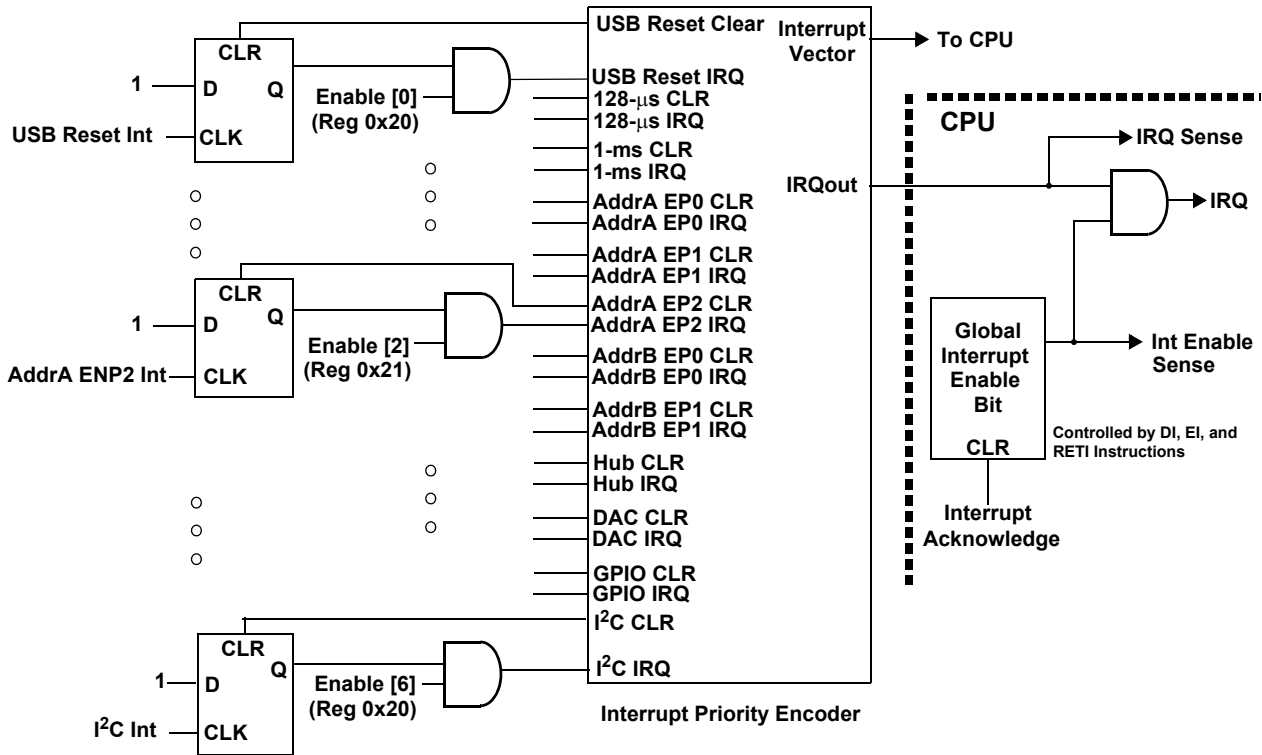 CLR
1
D
Q
USB Reset Int
CLK
Enable [0]
(Reg 0x20)
USB Reset Clear
Interrupt
Vector
To CPU
USB Reset IRQ
128-μs CLR
128-μs IRQ
1-ms CLR
1-ms IRQ
AddrA EP0 CLR
AddrA EP0 IRQ
AddrA EP1 CLR
AddrA EP1 IRQ
AddrA EP2 CLR
AddrA EP2 IRQ
AddrB EP0 CLR
AddrB EP0 IRQ
AddrB EP1 CLR
AddrB EP1 IRQ
Hub CLR
Hub IRQ
DAC CLR
DAC IRQ
GPIO CLR
GPIO IRQ
I²C CLR
I²C IRQ
IRQout
CPU
IRQ Sense
IRQ
Global
Interrupt
Enable
Bit
CLR
Int Enable
Sense
Controlled by DI, EI, and
RETI Instructions
Interrupt
Acknowledge
CLR
1
D
Q
AddrA ENP2 Int
CLK
Enable [2]
(Reg 0x21)
CLR
Q
1
D
I²C Int
CLK
Enable [6]
(Reg 0x20)
Interrupt Priority Encoder